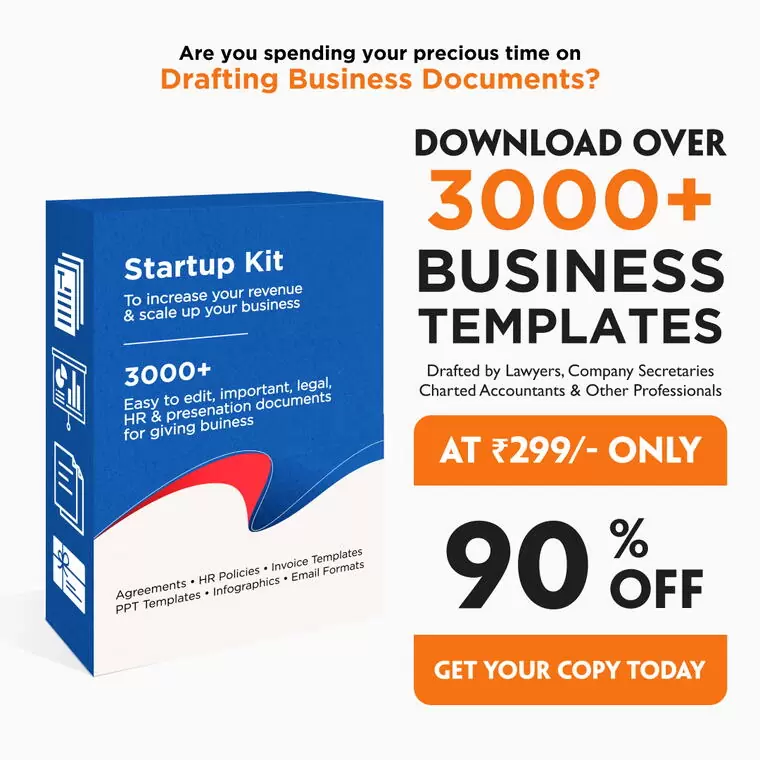 Are you spending your precious time on
Drafting Business Documents?
Startup Kit
To increase your revenue
& scale up your business
3000+
Easy to edit, important, legal,
HR & presenation documents
for giving buiness
Agreements • HR Policies • Invoice Templates
PPT Templates • Infographics • Email Formats
DOWNLOAD OVER
3000+
BUSINESS
TEMPLATES
Drafted by Lawyers, Company Secretaries
Charted Accountants & Other Professionals
AT ₹299/- ONLY
90% OFF
GET YOUR COPY TODAY